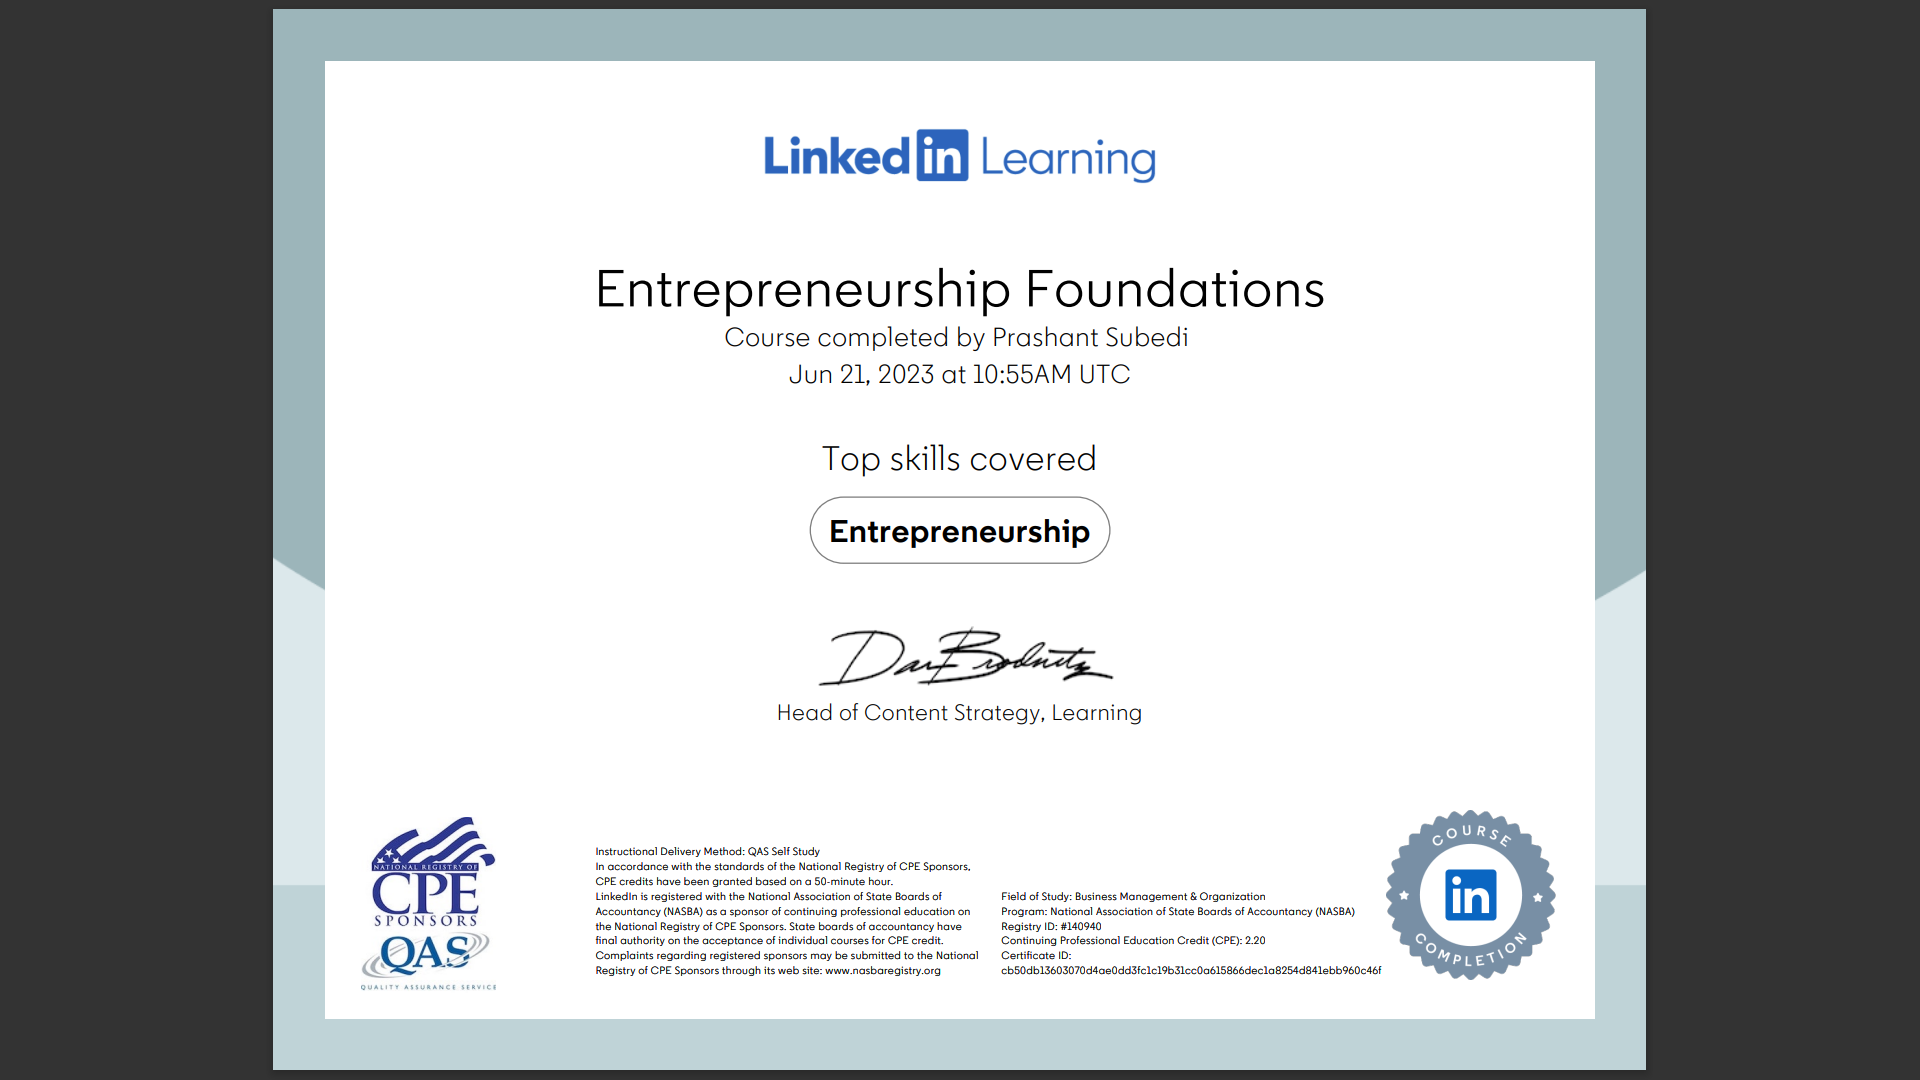 Linked in Learning
Entrepreneurship Foundations
Course completed by Prashant Subedi
Jun 21, 2023 at 10:55AM UTC
Top skills covered
Entrepreneurship
Dan Brodnitz
Head of Content Strategy, Learning
NATIONAL REGISTRY OF
CPE
SPONSORS
QAS
QUALITY ASSURANCE SERVICE
Instructional Delivery Method: QAS Self Study
In accordance with the standards of the National Registry of CPE Sponsors,
CPE credits have been granted based on a 50-minute hour.
LinkedIn is registered with the National Association of State Boards of
Accountancy (NASBA) as a sponsor of continuing professional education on
the National Registry of CPE Sponsors. State boards of accountancy have
final authority on the acceptance of individual courses for CPE credit.
Complaints regarding registered sponsors may be submitted to the National
Registry of CPE Sponsors through its web site: www.nasbaregistry.org
Field of Study: Business Management & Organization
Program: National Association of State Boards of Accountancy (NASBA)
Registry ID: #140940
Continuing Professional Education Credit (CPE): 2.20
Certificate ID:
cb50db13603070d4ae0dd3fc1c19b31cc0a615866dec1a8254d841ebb960c46f
COURSE
in
COMPLETION